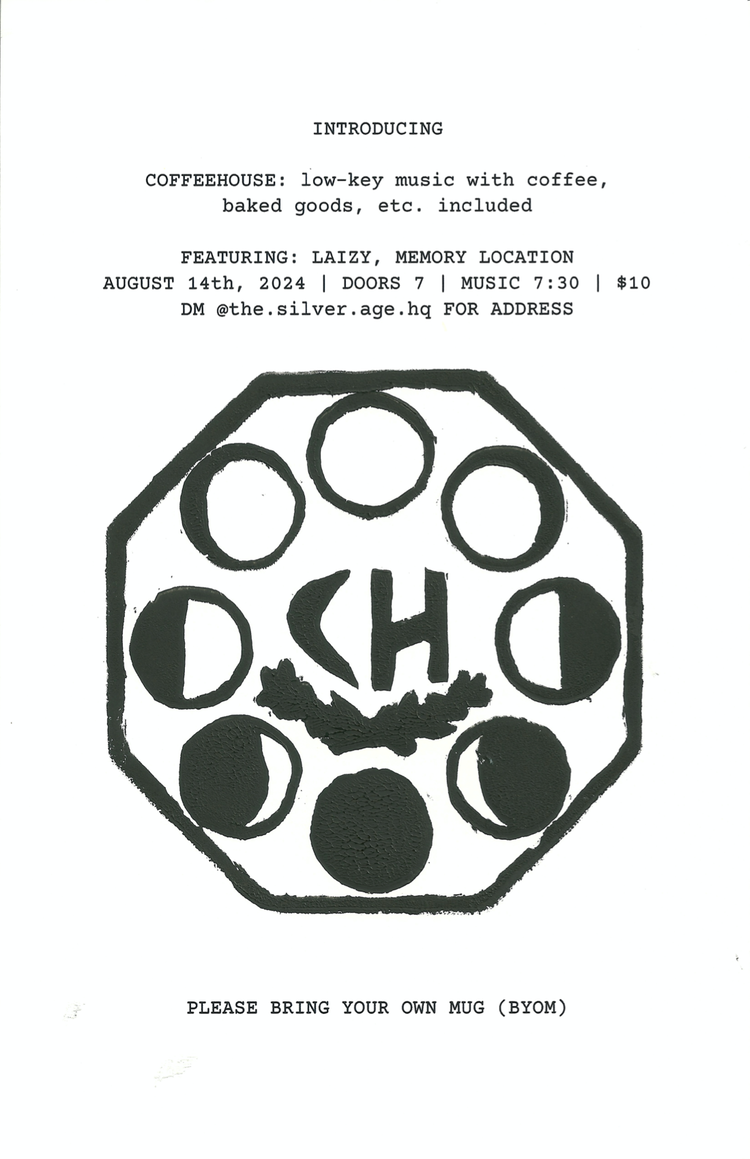 INTRODUCING
COFFEEHOUSE: low-key music with coffee,
baked goods, etc. included
FEATURING: LAIZY, MEMORY LOCATION
AUGUST 14th, 2024 | DOORS 7 | MUSIC 7:30 | $10
DM @the.silver.age.hq FOR ADDRESS
CH
PLEASE BRING YOUR OWN MUG (BYOM)